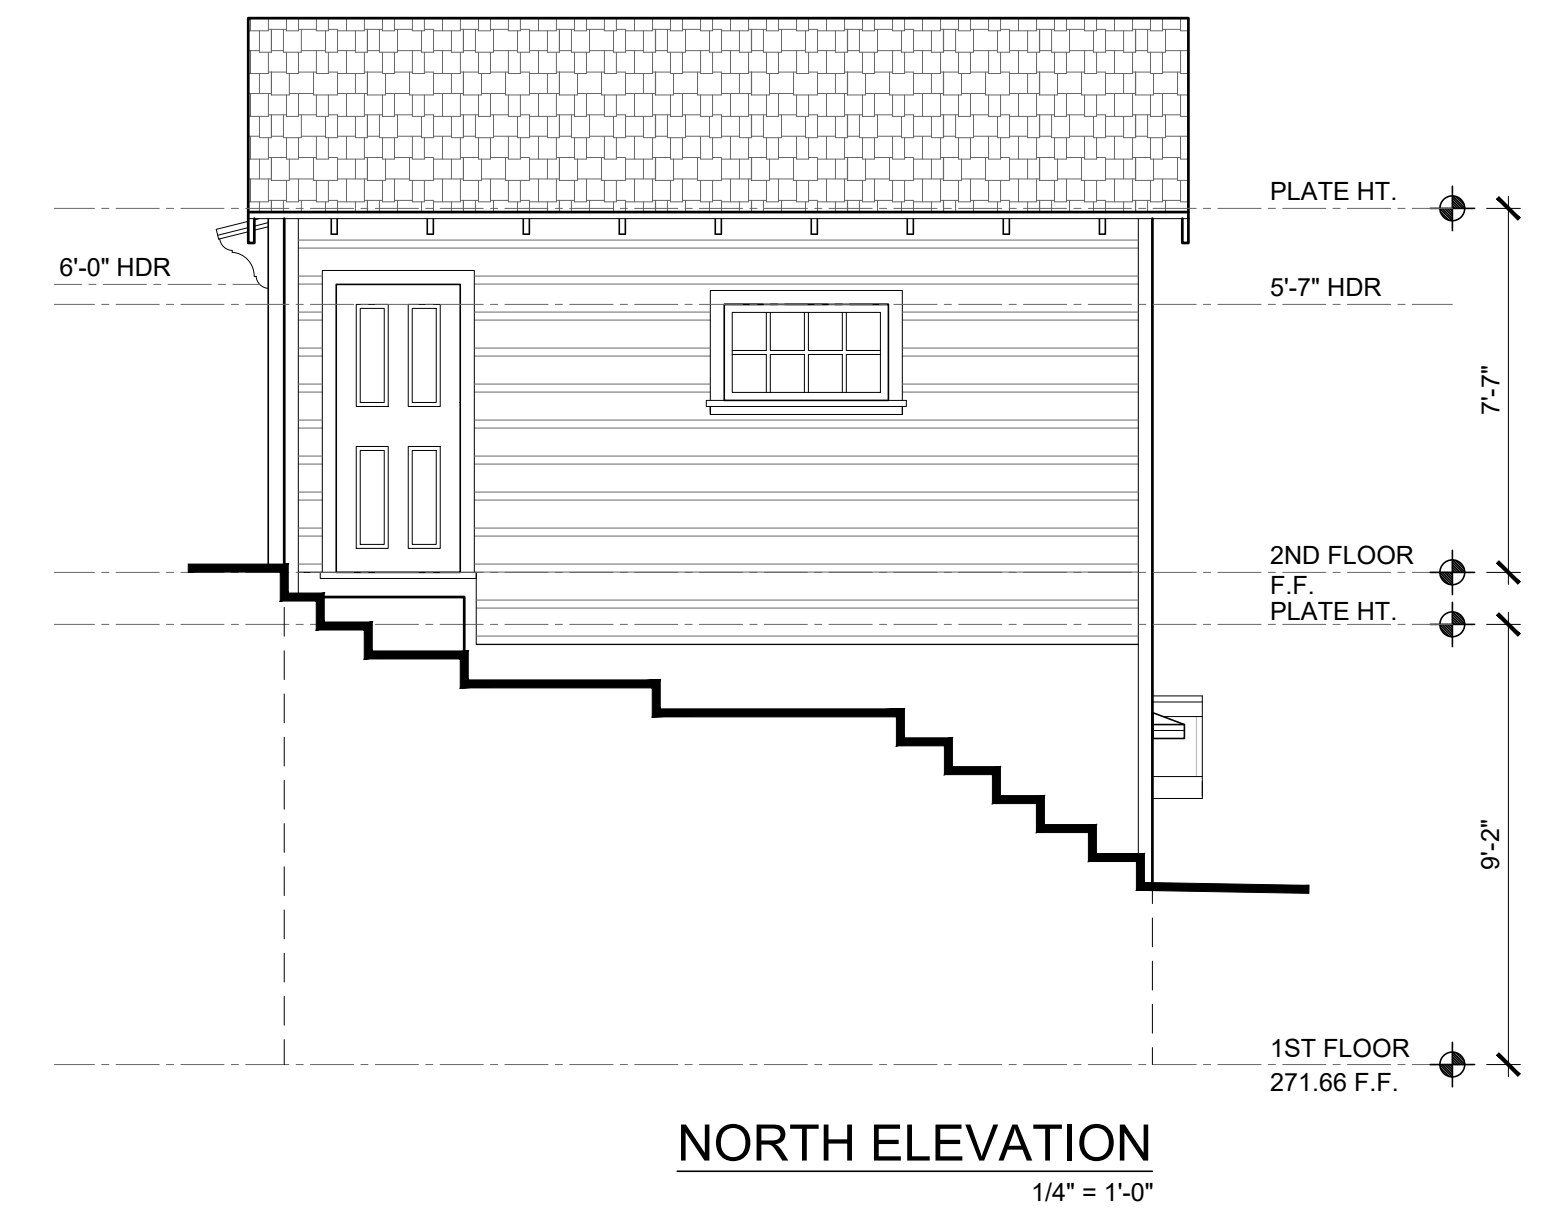 PLATE HT.
6'-0" HDR
5'-7" HDR
7'-7"
2ND FLOOR
F.F.
PLATE HT.
9'-2"
1ST FLOOR
271.66 F.F.
NORTH ELEVATION
1/4" = 1'-0"